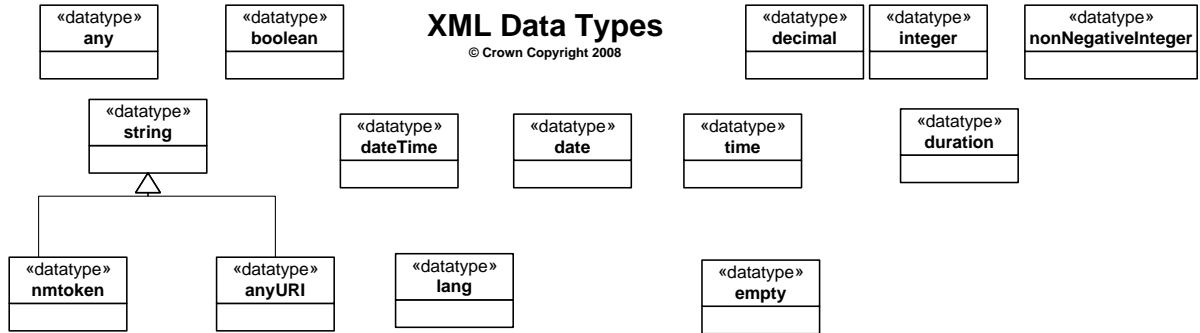 «datatype»
any
«datatype»
boolean
XML Data Types
© Crown Copyright 2008
«datatype»
decimal
«datatype»
integer
«datatype»
nonNegativeInteger
«datatype»
string
«datatype»
dateTime
«datatype»
date
«datatype»
time
«datatype»
duration
«datatype»
nmtoken
«datatype»
anyURI
«datatype»
lang
«datatype»
empty